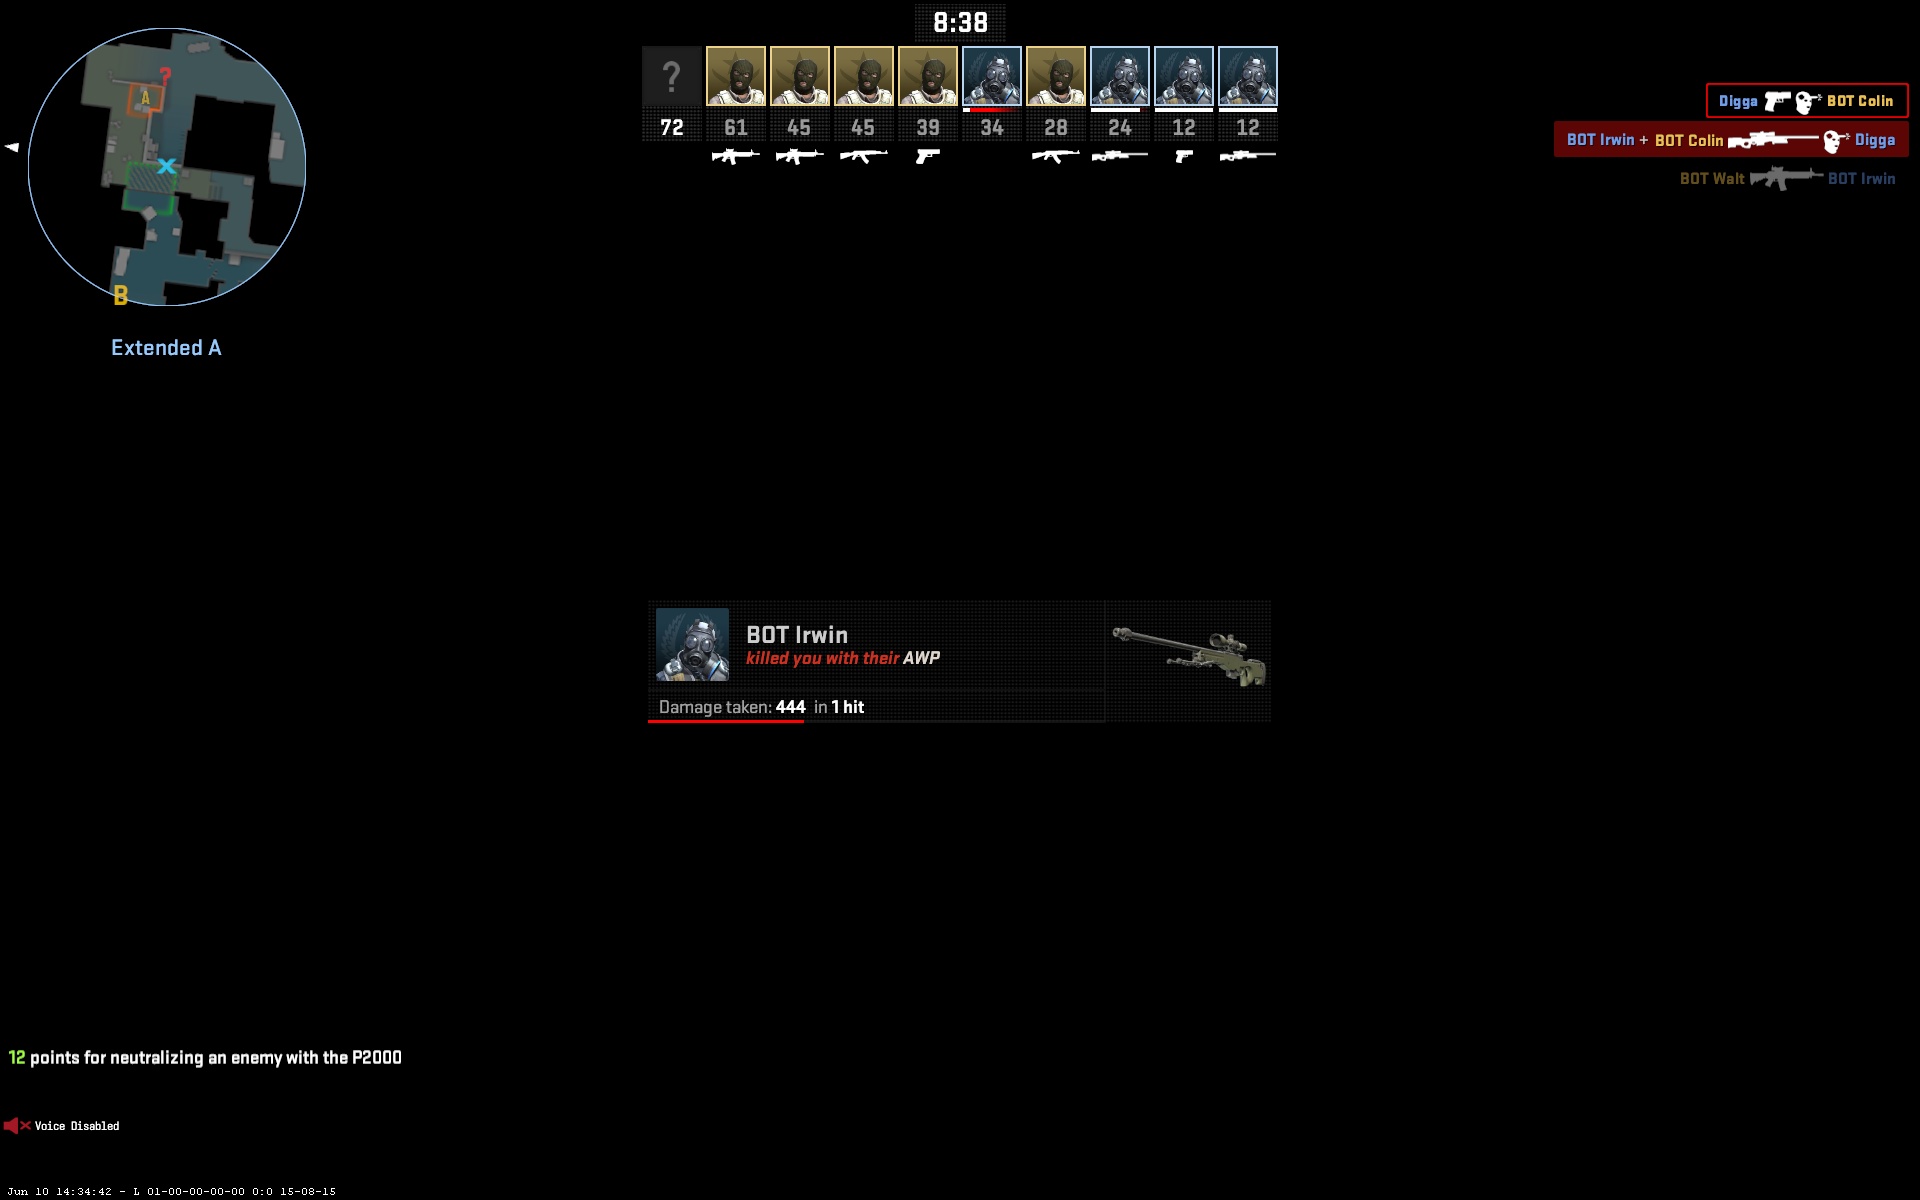 8:38
?
72 61 45 45 39 34 28 24 12 12
Digga BOT Colin
BOT Irwin + BOT Colin Digga
BOT Walt BOT Irwin
?
A
B
Extended A
BOT Irwin
killed you with their AWP
Damage taken: 444 in 1 hit
12 points for neutralizing an enemy with the P2000
Voice Disabled
Jun 10 14:34:42 - L 01-00-00-00-00 0:0 15-08-15